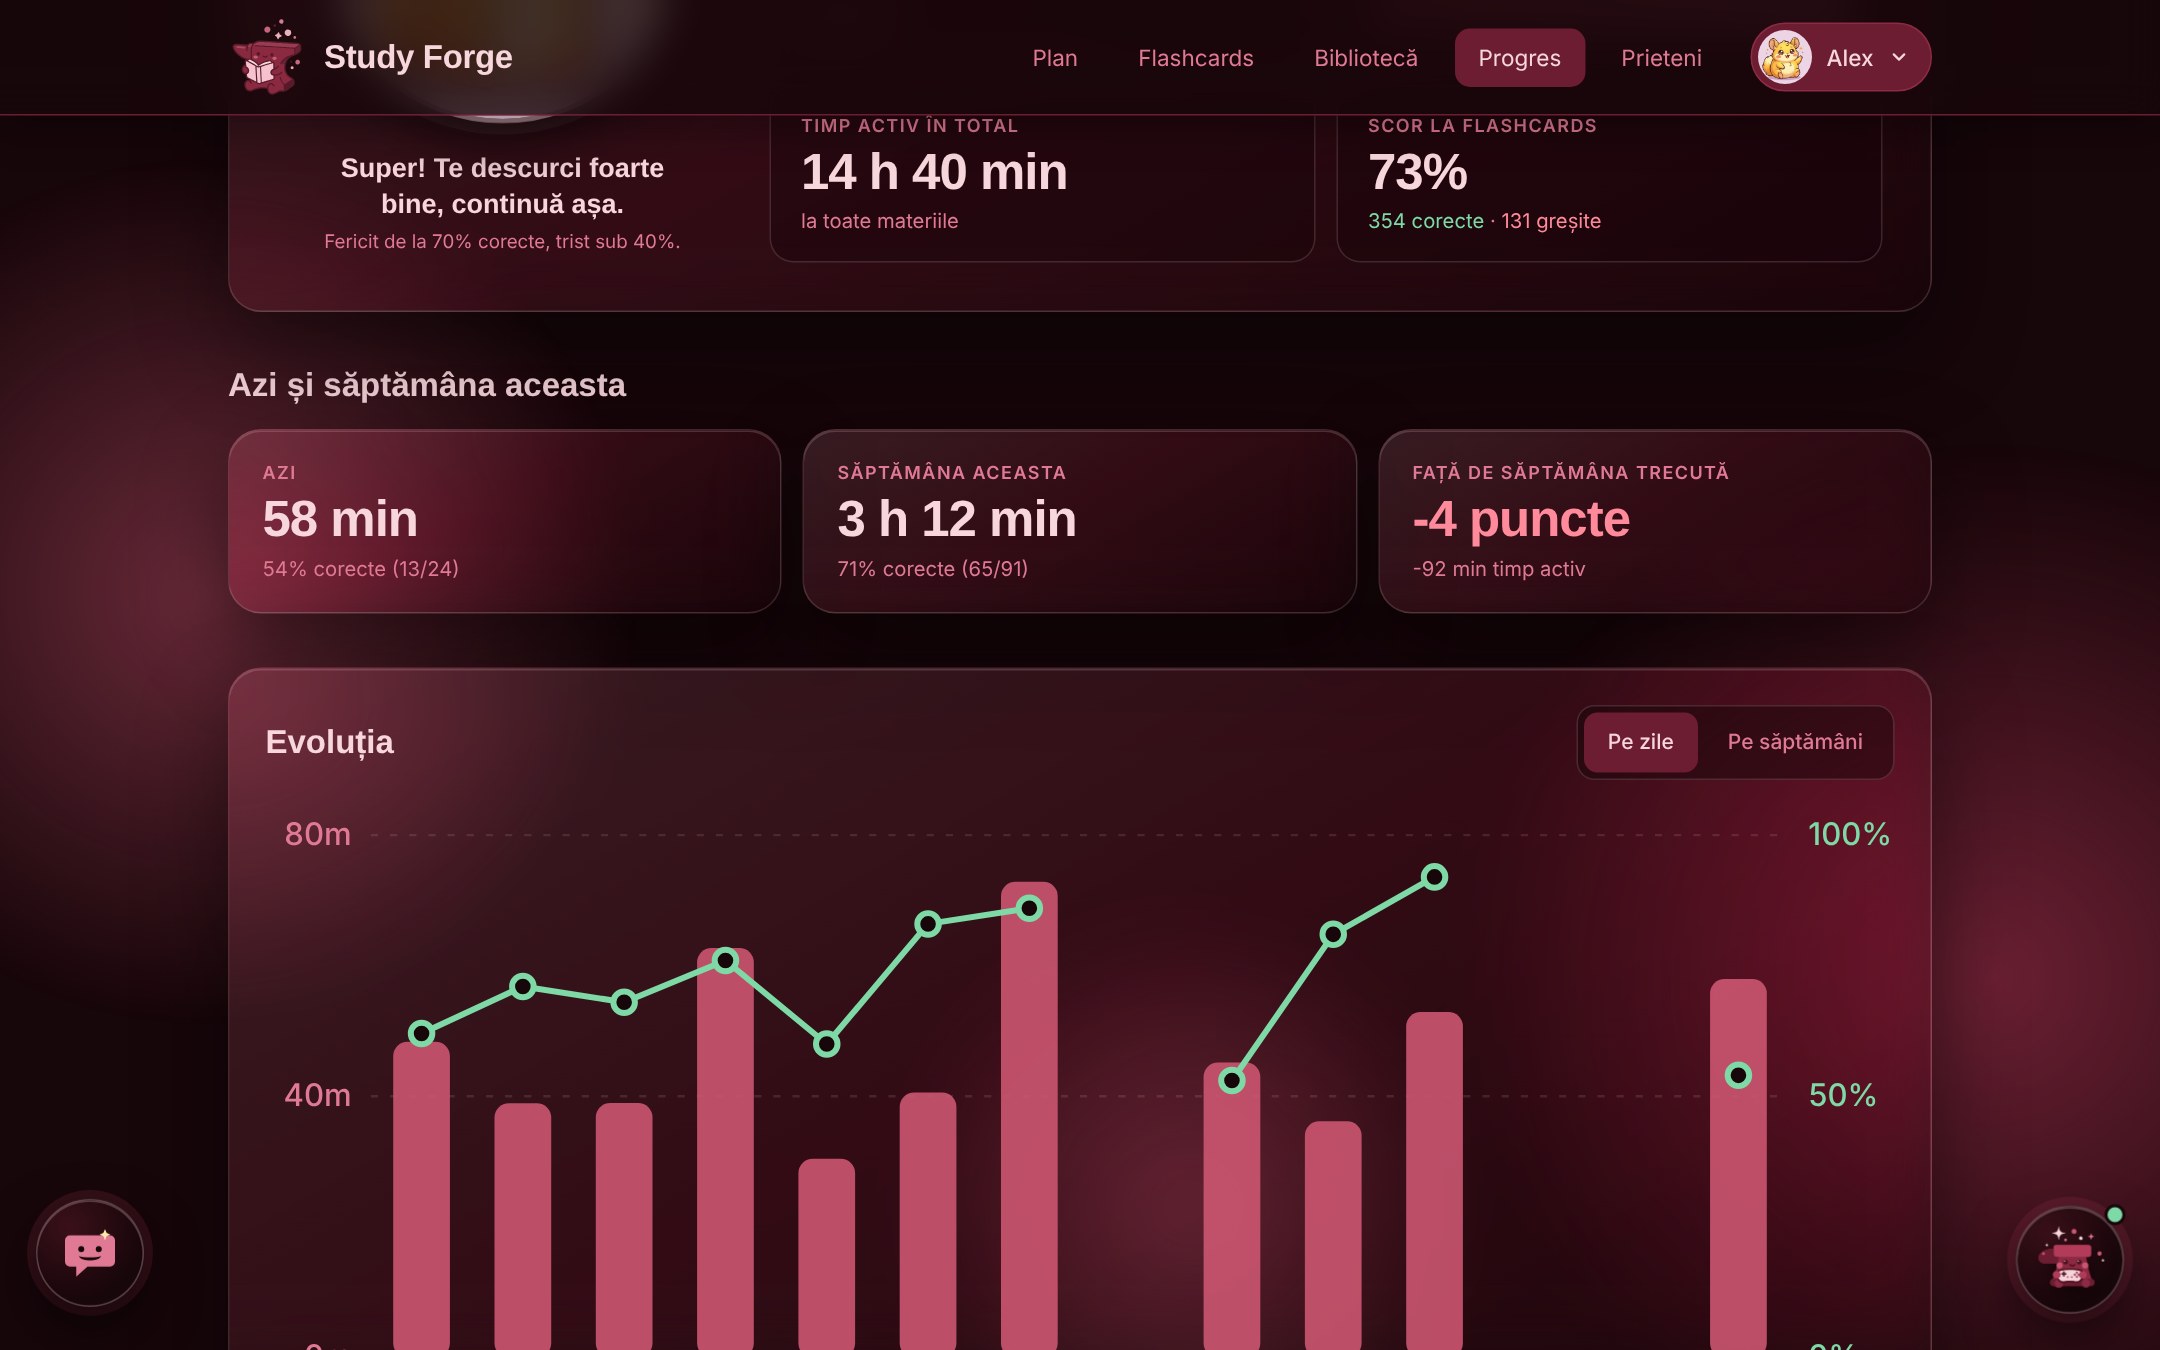 Study Forge
Plan
Flashcards
Bibliotecă
Progres
Prieteni
Alex
TIMP ACTIV ÎN TOTAL
14 h 40 min
la toate materiile
SCOR LA FLASHCARDS
73%
354 corecte · 131 greșite
Super! Te descurci foarte
bine, continuă așa.
Fericit de la 70% corecte, trist sub 40%.
Azi și săptămâna aceasta
AZI
58 min
54% corecte (13/24)
SĂPTĂMÂNA ACEASTA
3 h 12 min
71% corecte (65/91)
FAȚĂ DE SĂPTĂMÂNA TRECUTĂ
-4 puncte
-92 min timp activ
Evoluția
Pe zile
Pe săptămâni
80m
100%
40m
50%